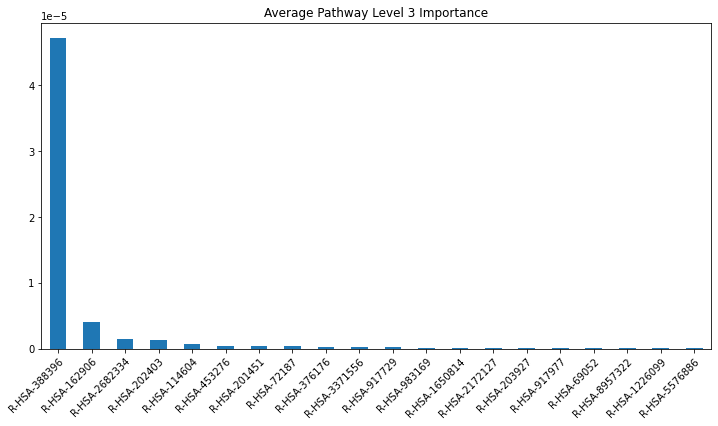 Average Pathway Level 3 Importance
1e−5
4
3
2
1
0
R-HSA-388396
R-HSA-162906
R-HSA-2682334
R-HSA-202403
R-HSA-114604
R-HSA-453276
R-HSA-201451
R-HSA-72187
R-HSA-376176
R-HSA-3371556
R-HSA-917729
R-HSA-983169
R-HSA-1650814
R-HSA-2172127
R-HSA-203927
R-HSA-917977
R-HSA-69052
R-HSA-8957322
R-HSA-1226099
R-HSA-5576886